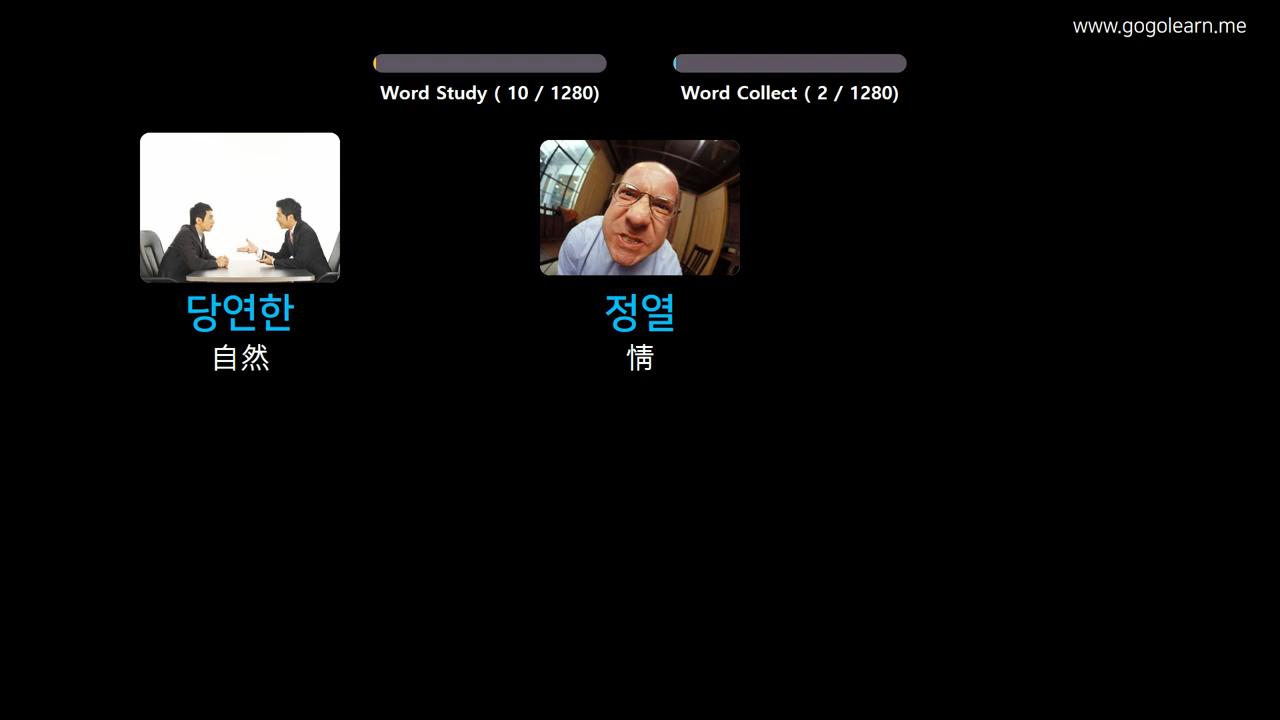 www.gogolearn.me
Word Study ( 10 / 1280)
Word Collect ( 2 / 1280)
당연한
自然
정열
情